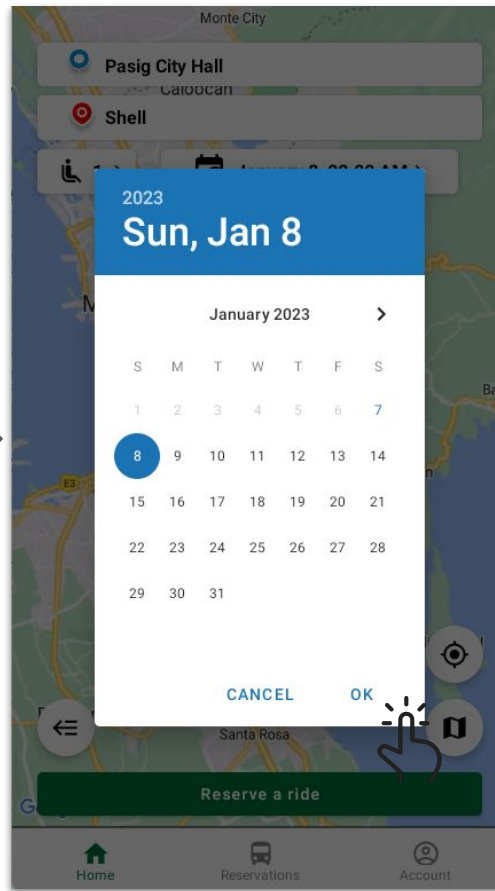 Monte City
Pasig City Hall
Caloocan
Shell
2023
Sun, Jan 8
January 2023
S M T W T F S
1 2 3 4 5 6 7
8 9 10 11 12 13 14
E3
15 16 17 18 19 20 21
22 23 24 25 26 27 28
29 30 31
CANCEL OK
Santa Rosa
Reserve a ride
Home Reservations Account